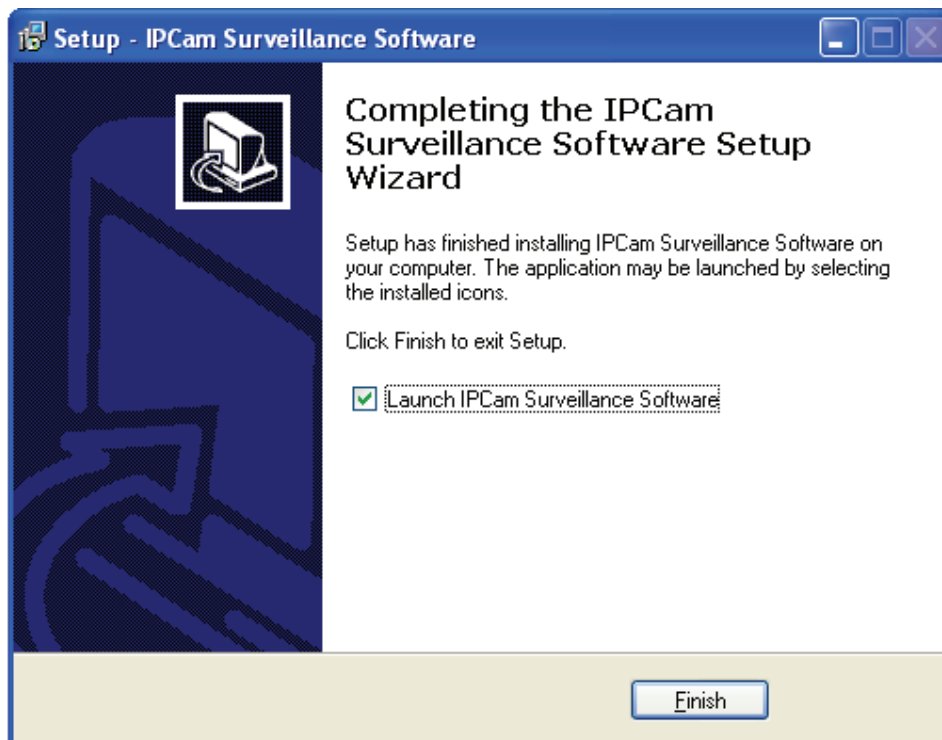 Setup - IPCam Surveillance Software
Completing the IPCam
Surveillance Software Setup
Wizard
Setup has finished installing IPCam Surveillance Software on
your computer. The application may be launched by selecting
the installed icons.
Click Finish to exit Setup.
Launch IPCam Surveillance Software
Finish